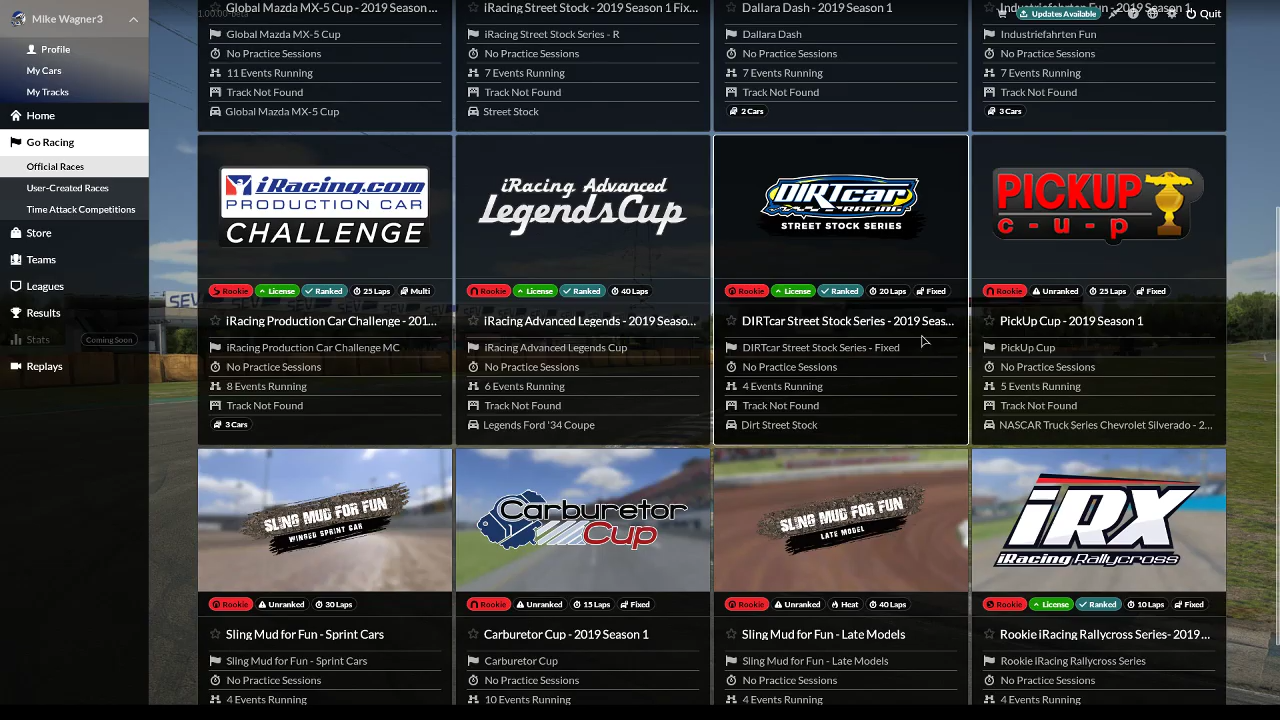 Mike Wagner3
1.00.00-beta
Updates Available
Quit
Profile
My Cars
My Tracks
Home
Go Racing
Official Races
User-Created Races
Time Attack Competitions
Store
Teams
Leagues
Results
Stats
Coming Soon
Replays
Global Mazda MX-5 Cup - 2019 Season ...
Global Mazda MX-5 Cup
No Practice Sessions
11 Events Running
Track Not Found
Global Mazda MX-5 Cup
iRacing Street Stock - 2019 Season 1 Fix...
iRacing Street Stock Series - R
No Practice Sessions
7 Events Running
Track Not Found
Street Stock
Dallara Dash - 2019 Season 1
Dallara Dash
No Practice Sessions
7 Events Running
Track Not Found
2 Cars
Industriefahrten Fun - 2019 Season 1
Industriefahrten Fun
No Practice Sessions
7 Events Running
Track Not Found
3 Cars
iRacing.com
PRODUCTION CAR
CHALLENGE
Rookie License Ranked 25 Laps Multi
iRacing Production Car Challenge - 201...
iRacing Production Car Challenge MC
No Practice Sessions
8 Events Running
Track Not Found
3 Cars
iRacing Advanced
LegendsCup
Rookie License Ranked 40 Laps
iRacing Advanced Legends - 2019 Seaso...
iRacing Advanced Legends Cup
No Practice Sessions
6 Events Running
Track Not Found
Legends Ford '34 Coupe
DIRTcar
RACING
STREET STOCK SERIES
Rookie License Ranked 20 Laps Fixed
DIRTcar Street Stock Series - 2019 Seas...
DIRTcar Street Stock Series - Fixed
No Practice Sessions
4 Events Running
Track Not Found
Dirt Street Stock
PICKUP
c-u-p
Rookie Unranked 25 Laps Fixed
PickUp Cup - 2019 Season 1
PickUp Cup
No Practice Sessions
5 Events Running
Track Not Found
NASCAR Truck Series Chevrolet Silverado - 2...
SLING MUD FOR FUN
WINGED SPRINT CAR
Rookie Unranked 30 Laps
Sling Mud for Fun - Sprint Cars
Sling Mud for Fun - Sprint Cars
No Practice Sessions
4 Events Running
Carburetor
Cup
Rookie Unranked 15 Laps Fixed
Carburetor Cup - 2019 Season 1
Carburetor Cup
No Practice Sessions
10 Events Running
SLING MUD FOR FUN
LATE MODEL
Rookie Unranked Heat 40 Laps
Sling Mud for Fun - Late Models
Sling Mud for Fun - Late Models
No Practice Sessions
4 Events Running
iRX
iRacing Rallycross
Rookie License Ranked 10 Laps Fixed
Rookie iRacing Rallycross Series- 2019 ...
Rookie iRacing Rallycross Series
No Practice Sessions
4 Events Running